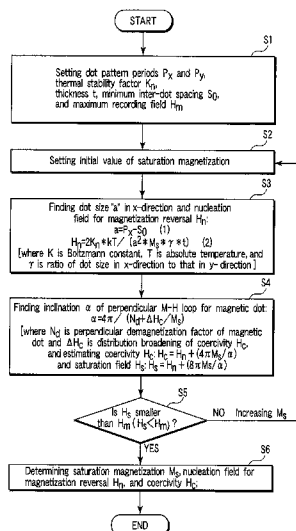 START
S1
Setting dot pattern periods Px and Py,
thermal stability factor Kn,
thickness t, minimum inter-dot spacing S0,
and maximum recording field Hm
S2
Setting initial value of saturation magnetization
S3
Finding dot size "a" in x-direction and nucleation
field for magnetization reversal Hn:
a=Px-S0 (1)
Hn=2Kn*kT/ (a²*Ms*γ*t) (2)
[where K is Boltzmann constant, T is absolute temperature, and
γ is ratio of dot size in x-direction to that in y-direction]
S4
Finding inclination α of perpendicular M-H loop for magnetic dot:
α=4π/ (Nd+ΔHc/Ms)
[where Nd is perpendicular demagnetization factor of magnetic
dot and ΔHc is distribution broadening of coercivity Hc,
and estimating coercivity Hc: Hc=Hn+(4πMs/α)
and saturation field Hs: Hs=Hn+(8πMs/α)
S5
Is Hs smaller
than Hm(Hs<Hm)?
NO Increasing Ms
YES
S6
Determining saturation magnetization Ms, nucleation field for
magnetization reversal Hn, and coercivity Hc;
END